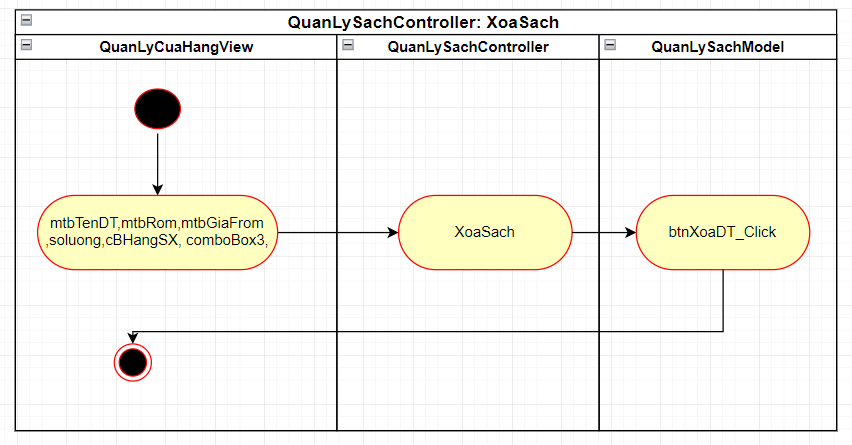 QuanLySachController: XoaSach
QuanLyCuaHangView
QuanLySachController
QuanLySachModel
mtbTenDT,mtbRom,mtbGiaFrom
,soluong,cBHangSX, comboBox3,
XoaSach
btnXoaDT_Click